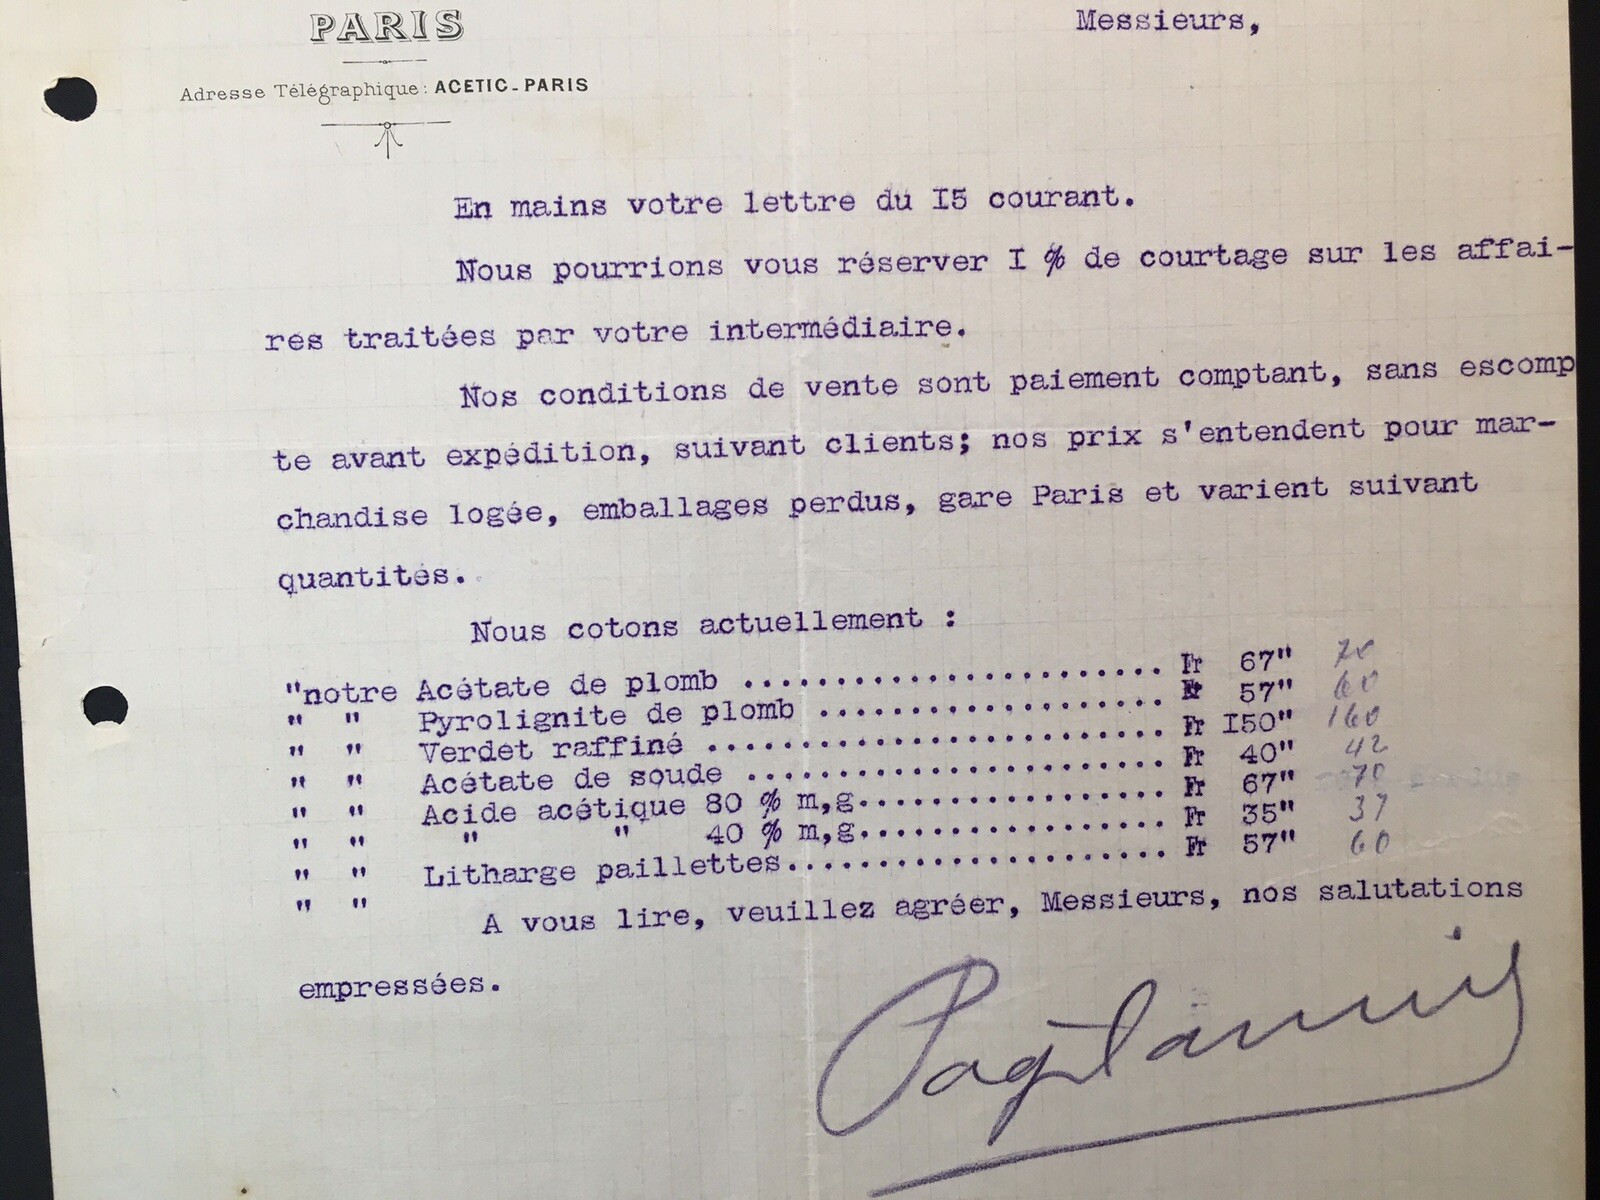 PARIS
Messieurs,
Adresse Télégraphique : ACETIC-PARIS
En mains votre lettre du I5 courant.
Nous pourrions vous réserver I % de courtage sur les affai-
res traitées par votre intermédiaire.
Nos conditions de vente sont paiement comptant, sans escomp
te avant expédition, suivant clients; nos prix s'entendent pour mar-
chandise logée, emballages perdus, gare Paris et varient suivant
quantités.
Nous cotons actuellement :
"notre Acétate de plomb ...................... Fr 67" 70
" " Pyrolignite de plomb .................. Fr 57" 60
" " Verdet raffiné ........................ Fr I50" 160
" " Acétate de soude ...................... Fr 40" 42
" " Acide acétique 80 % m,g................ Fr 67" 70
" " " " 40 % m,g................ Fr 35" 37
" " Litharge paillettes.................... Fr 57" 60
" "
A vous lire, veuillez agréer, Messieurs, nos salutations
empressées.